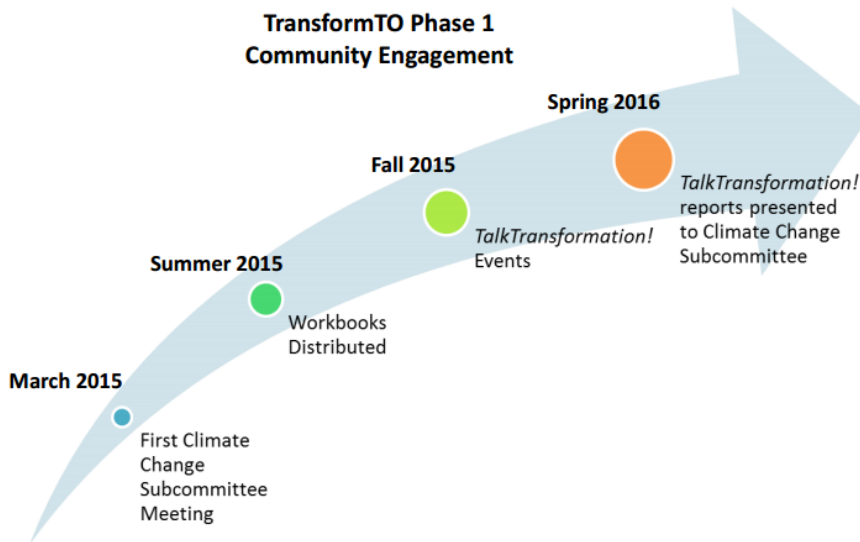 TransformTO Phase 1
Community Engagement
March 2015
First Climate
Change
Subcommittee
Meeting
Summer 2015
Workbooks
Distributed
Fall 2015
TalkTransformation!
Events
Spring 2016
TalkTransformation!
reports presented
to Climate Change
Subcommittee